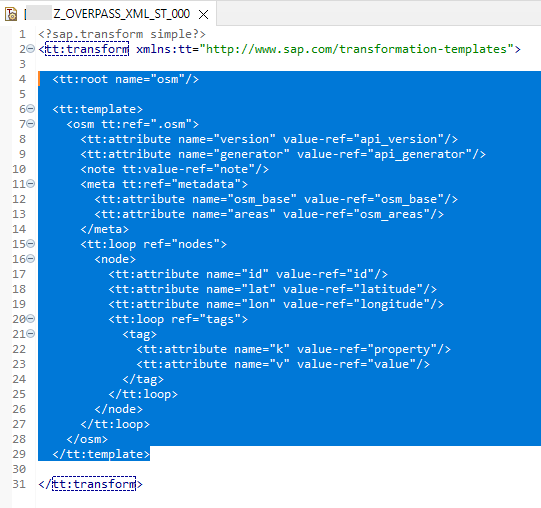 Z_OVERPASS_XML_ST_000
1 <?sap.transform simple?>
2 <tt:transform xmlns:tt="http://www.sap.com/transformation-templates">
3
4 <tt:root name="osm"/>
5
6 <tt:template>
7 <osm tt:ref=".osm">
8 <tt:attribute name="version" value-ref="api_version"/>
9 <tt:attribute name="generator" value-ref="api_generator"/>
10 <note tt:value-ref="note"/>
11 <meta tt:ref="metadata">
12 <tt:attribute name="osm_base" value-ref="osm_base"/>
13 <tt:attribute name="areas" value-ref="osm_areas"/>
14 </meta>
15 <tt:loop ref="nodes">
16 <node>
17 <tt:attribute name="id" value-ref="id"/>
18 <tt:attribute name="lat" value-ref="latitude"/>
19 <tt:attribute name="lon" value-ref="longitude"/>
20 <tt:loop ref="tags">
21 <tag>
22 <tt:attribute name="k" value-ref="property"/>
23 <tt:attribute name="v" value-ref="value"/>
24 </tag>
25 </tt:loop>
26 </node>
27 </tt:loop>
28 </osm>
29 </tt:template>
30
31 </tt:transform>